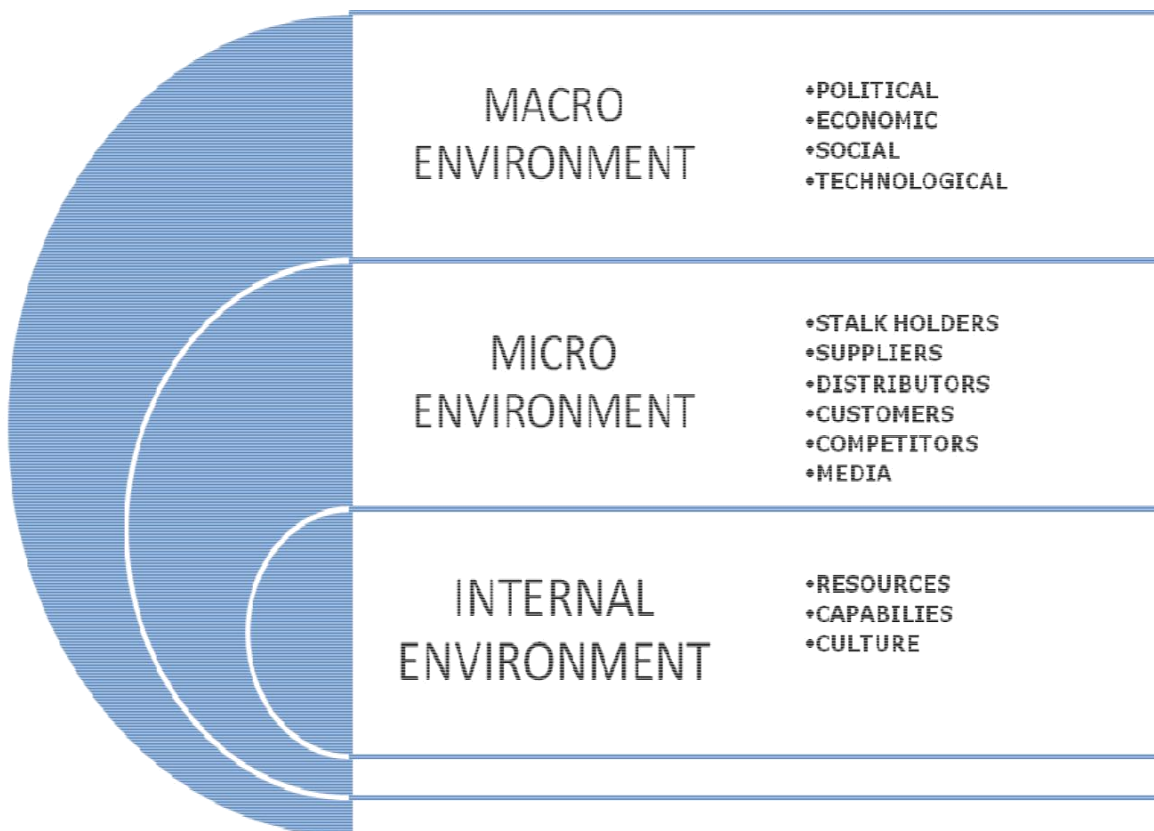 MACRO
ENVIRONMENT
•POLITICAL
•ECONOMIC
•SOCIAL
•TECHNOLOGICAL
MICRO
ENVIRONMENT
•STALK HOLDERS
•SUPPLIERS
•DISTRIBUTORS
•CUSTOMERS
•COMPETITORS
•MEDIA
INTERNAL
ENVIRONMENT
•RESOURCES
•CAPABILIES
•CULTURE